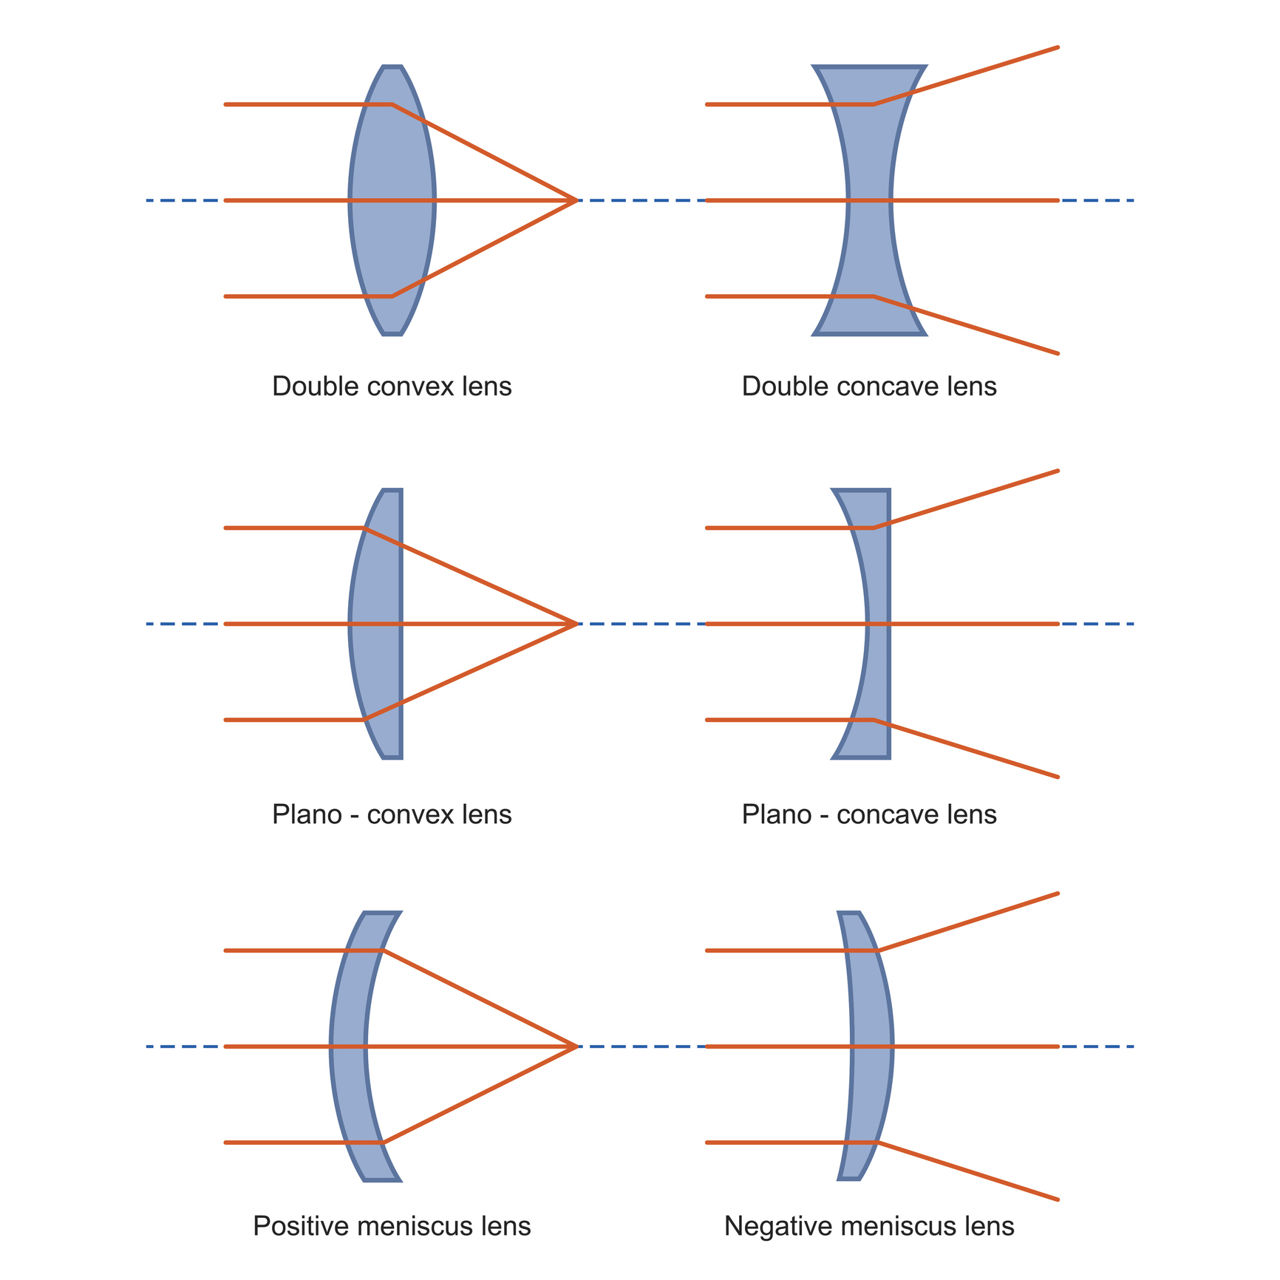 Double convex lens
Double concave lens
Plano - convex lens
Plano - concave lens
Positive meniscus lens
Negative meniscus lens